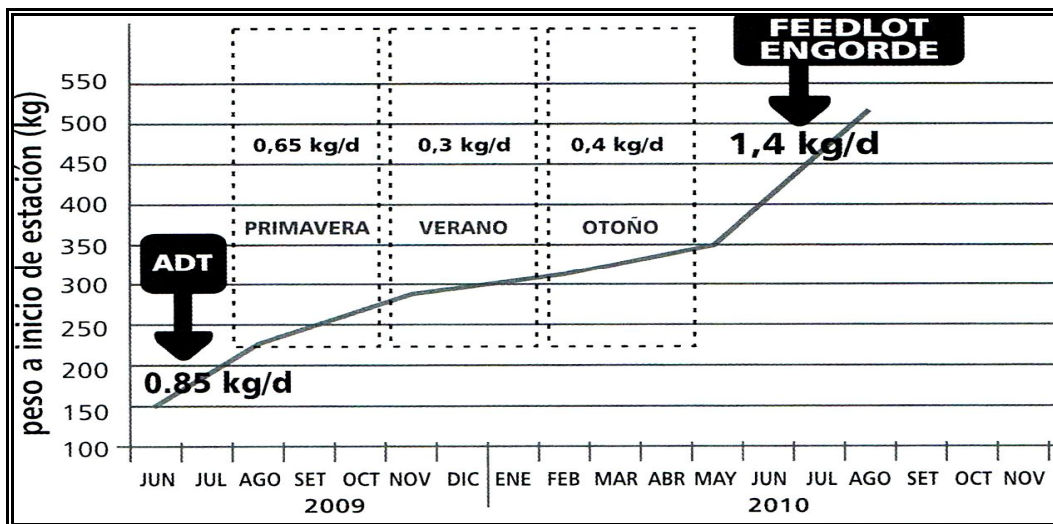 peso a inicio de estación (kg)
550
500
450
400
350
300
250
200
150
100
FEEDLOT
ENGORDE
1,4 kg/d
0,65 kg/d
0,3 kg/d
0,4 kg/d
PRIMAVERA
VERANO
OTOÑO
ADT
0.85 kg/d
JUN JUL AGO SET OCT NOV DIC ENE FEB MAR ABR MAY JUN JUL AGO SET OCT NOV
2009 2010